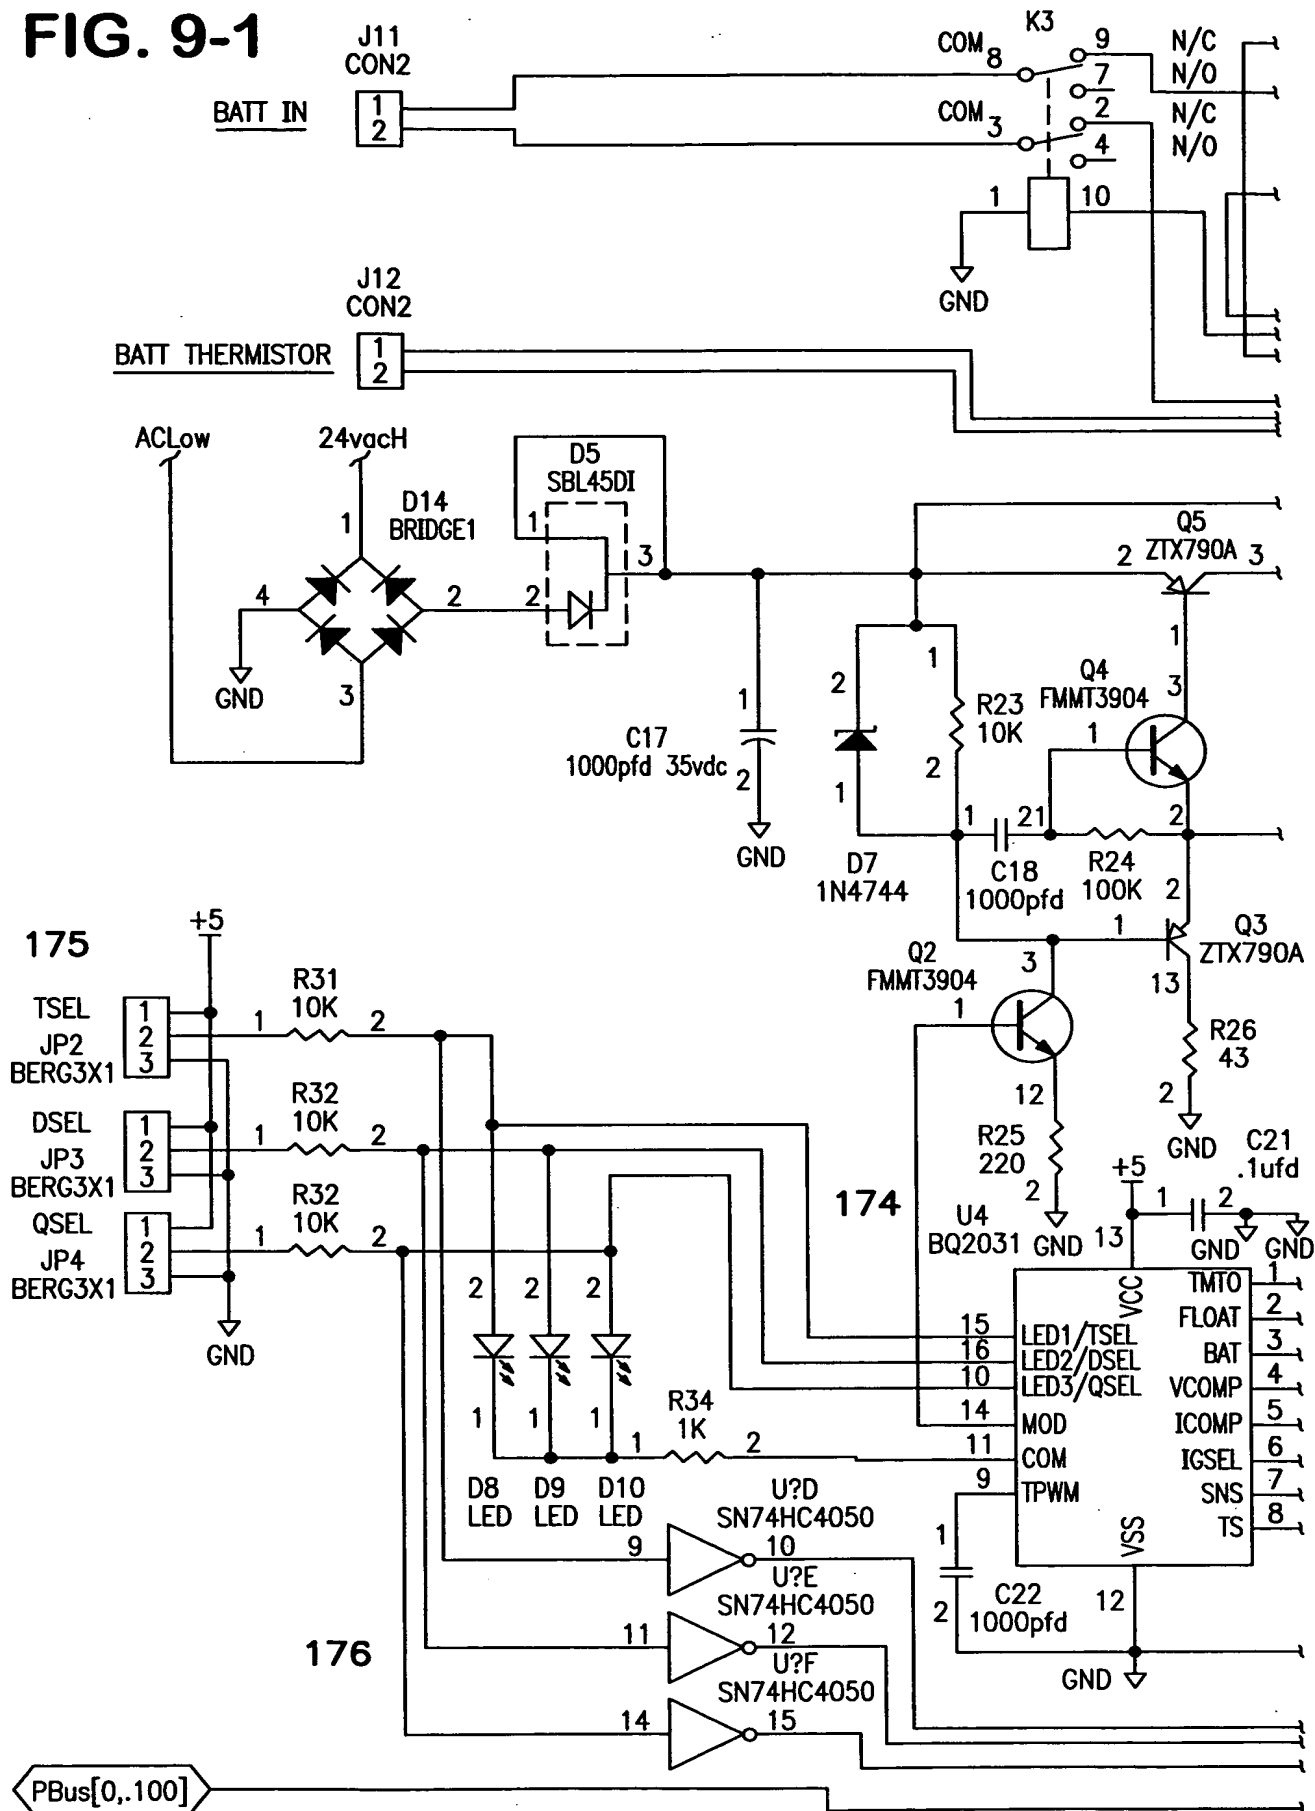 FIG. 9-1
J11
CON2
BATT IN
1
2
K3
COM 8
9
N/C
7
N/O
COM 3
2
N/C
4
N/O
1
10
GND
J12
CON2
BATT THERMISTOR
1
2
ACLow
24vacH
D14
BRIDGE1
1
4
2
3
GND
D5
SBL45DI
1
2
3
Q5
ZTX790A
2
3
1
C17
1000pfd 35vdc
1
2
GND
2
1
D7
1N4744
1
R23
10K
2
Q4
FMMT3904
3
1
2
1
21
C18
1000pfd
R24
100K
2
1
Q3
ZTX790A
13
R26
43
2
GND
Q2
FMMT3904
3
1
12
R25
220
2
GND
175
+5
TSEL
JP2
BERG3X1
1
2
3
1
R31
10K
2
DSEL
JP3
BERG3X1
1
2
3
1
R32
10K
2
QSEL
JP4
BERG3X1
1
2
3
1
R32
10K
2
GND
174
U4
BQ2031
+5
13
1
2
C21
.1ufd
GND
GND
VCC
15
LED1/TSEL
16
LED2/DSEL
10
LED3/QSEL
14
MOD
11
COM
9
TPWM
VSS
12
TMTO 1
FLOAT 2
BAT 3
VCOMP 4
ICOMP 5
IGSEL 6
SNS 7
TS 8
2
2
2
1
1
1
D8
LED
D9
LED
D10
LED
1
R34
1K
2
1
2
C22
1000pfd
GND
U?D
SN74HC4050
9
10
U?E
SN74HC4050
11
12
U?F
SN74HC4050
14
15
176
PBus[0,.100]